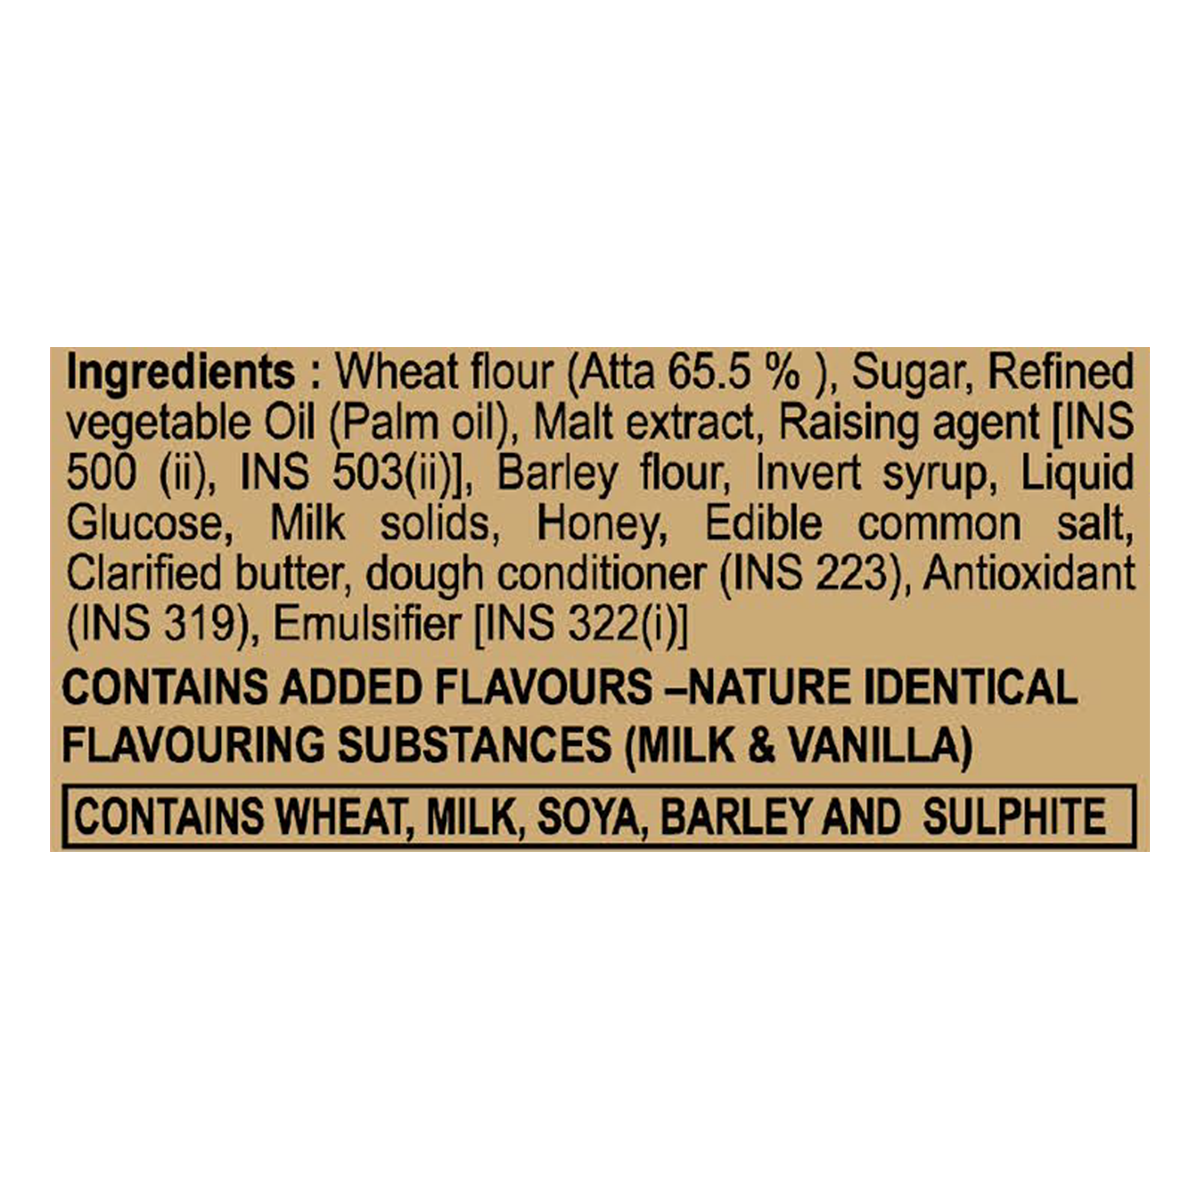 Ingredients : Wheat flour (Atta 65.5 % ), Sugar, Refined
vegetable Oil (Palm oil), Malt extract, Raising agent [INS
500 (ii), INS 503(ii)], Barley flour, Invert syrup, Liquid
Glucose, Milk solids, Honey, Edible common salt,
Clarified butter, dough conditioner (INS 223), Antioxidant
(INS 319), Emulsifier [INS 322(i)]
CONTAINS ADDED FLAVOURS –NATURE IDENTICAL
FLAVOURING SUBSTANCES (MILK & VANILLA)
CONTAINS WHEAT, MILK, SOYA, BARLEY AND SULPHITE